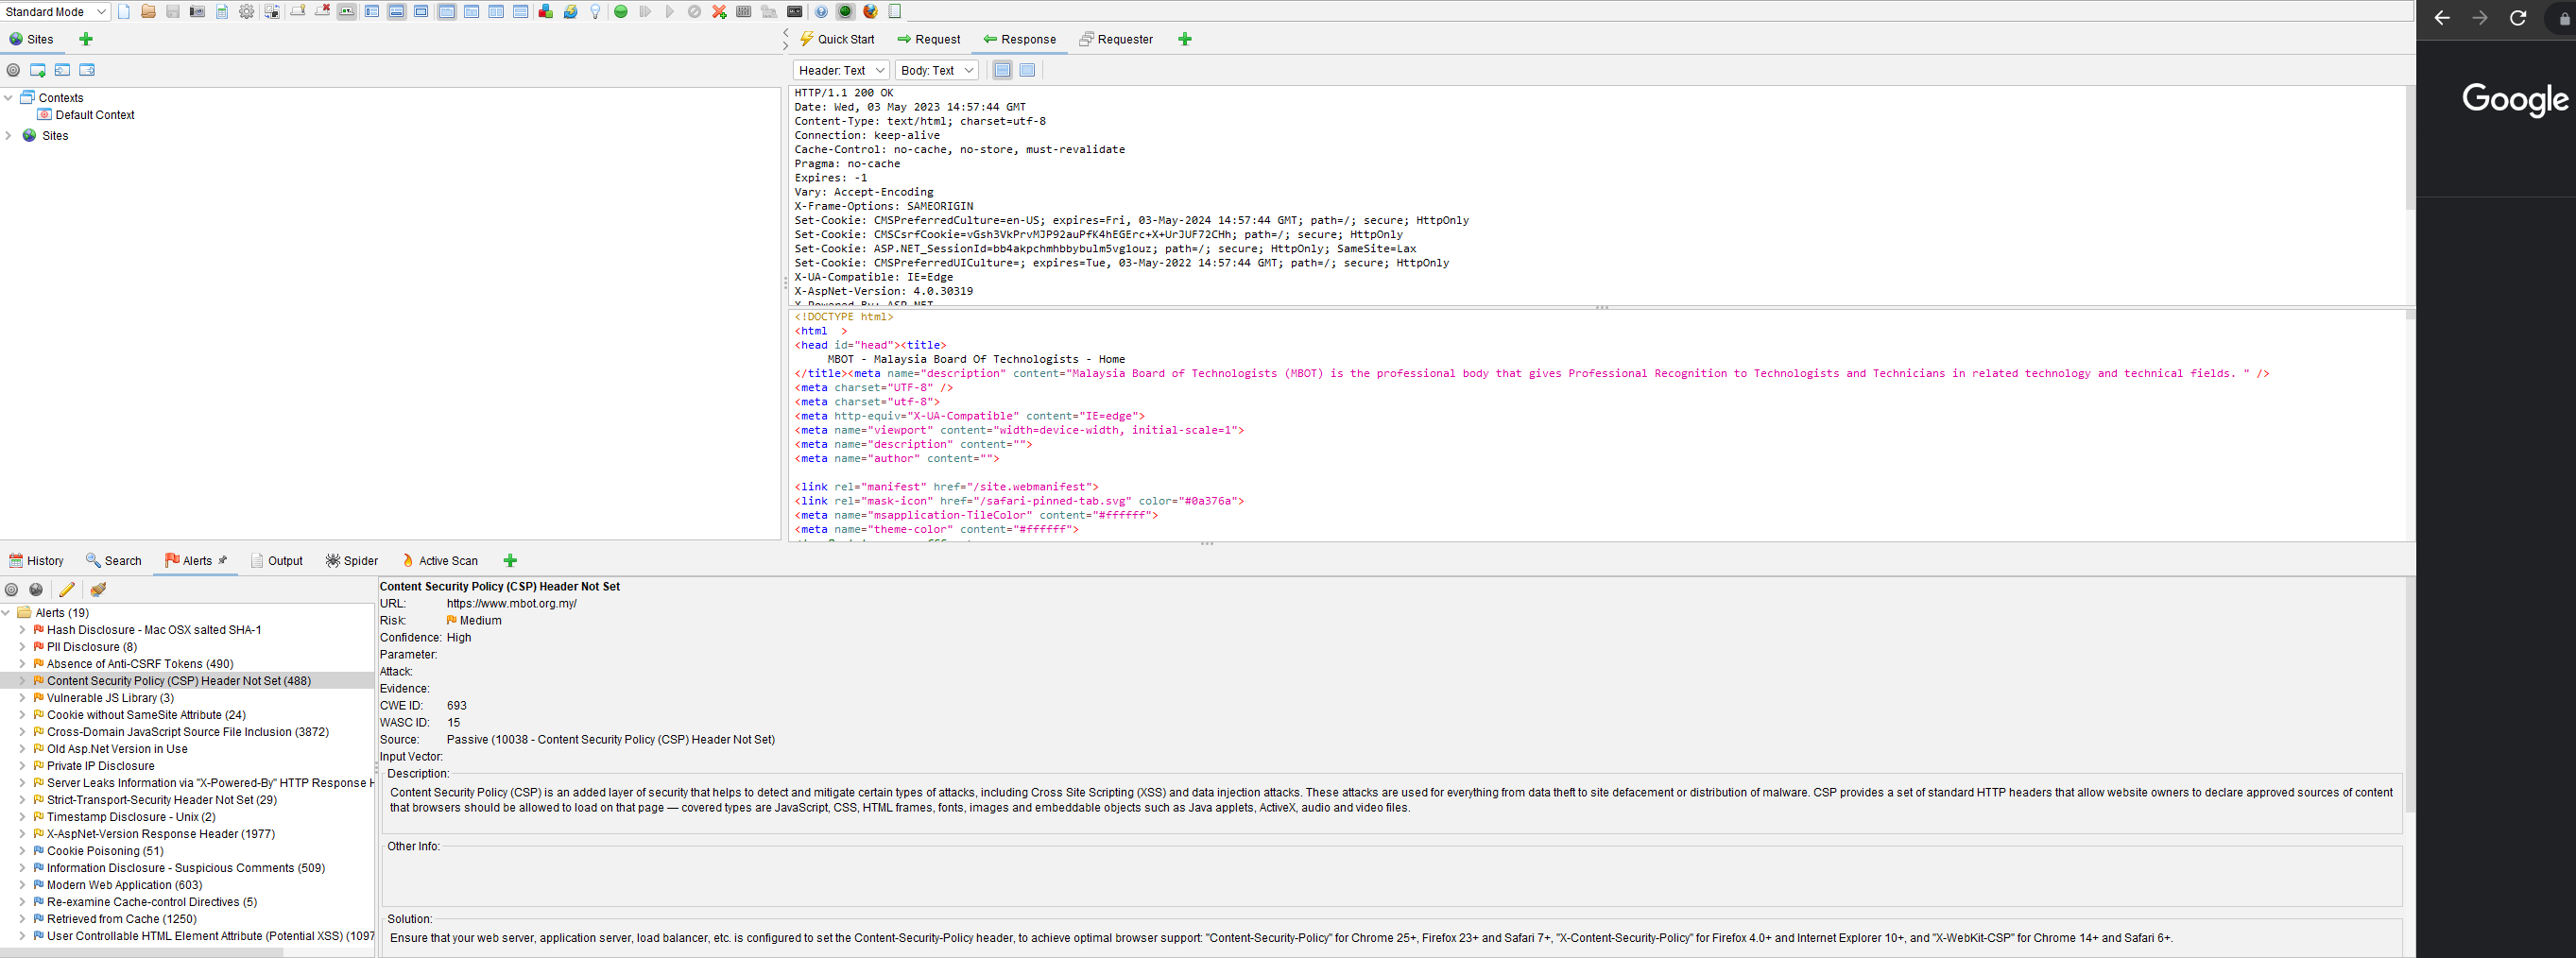 Standard Mode
Sites
Quick Start
Request
Response
Requester
Header: Text
Body: Text
Contexts
Default Context
Sites
HTTP/1.1 200 OK
Date: Wed, 03 May 2023 14:57:44 GMT
Content-Type: text/html; charset=utf-8
Connection: keep-alive
Cache-Control: no-cache, no-store, must-revalidate
Pragma: no-cache
Expires: -1
Vary: Accept-Encoding
X-Frame-Options: SAMEORIGIN
Set-Cookie: CMSPreferredCulture=en-US; expires=Fri, 03-May-2024 14:57:44 GMT; path=/; secure; HttpOnly
Set-Cookie: CMSCsrfCookie=vGsh3VkPrvMJP92auPfK4hEGErc+X+UrJUF72CHh; path=/; secure; HttpOnly
Set-Cookie: ASP.NET_SessionId=bb4akpchmhbbybulm5vg1ouz; path=/; secure; HttpOnly; SameSite=Lax
Set-Cookie: CMSPreferredUICulture=; expires=Tue, 03-May-2022 14:57:44 GMT; path=/; secure; HttpOnly
X-UA-Compatible: IE=Edge
X-AspNet-Version: 4.0.30319
X-Powered-By: ASP.NET
<!DOCTYPE html>
<html  >
<head id="head"><title>
MBOT - Malaysia Board Of Technologists - Home
</title><meta name="description" content="Malaysia Board of Technologists (MBOT) is the professional body that gives Professional Recognition to Technologists and Technicians in related technology and technical fields. " />
<meta charset="UTF-8" />
<meta charset="utf-8">
<meta http-equiv="X-UA-Compatible" content="IE=edge">
<meta name="viewport" content="width=device-width, initial-scale=1">
<meta name="description" content="">
<meta name="author" content="">
<link rel="manifest" href="/site.webmanifest">
<link rel="mask-icon" href="/safari-pinned-tab.svg" color="#0a376a">
<meta name="msapplication-TileColor" content="#ffffff">
<meta name="theme-color" content="#ffffff">
Google
History
Search
Alerts
Output
Spider
Active Scan
Alerts (19)
Hash Disclosure - Mac OSX salted SHA-1
PII Disclosure (8)
Absence of Anti-CSRF Tokens (490)
Content Security Policy (CSP) Header Not Set (488)
Vulnerable JS Library (3)
Cookie without SameSite Attribute (24)
Cross-Domain JavaScript Source File Inclusion (3872)
Old Asp.Net Version in Use
Private IP Disclosure
Server Leaks Information via "X-Powered-By" HTTP Response H
Strict-Transport-Security Header Not Set (29)
Timestamp Disclosure - Unix (2)
X-AspNet-Version Response Header (1977)
Cookie Poisoning (51)
Information Disclosure - Suspicious Comments (509)
Modern Web Application (603)
Re-examine Cache-control Directives (5)
Retrieved from Cache (1250)
User Controllable HTML Element Attribute (Potential XSS) (1097
Content Security Policy (CSP) Header Not Set
URL: https://www.mbot.org.my/
Risk: Medium
Confidence: High
Parameter:
Attack:
Evidence:
CWE ID: 693
WASC ID: 15
Source: Passive (10038 - Content Security Policy (CSP) Header Not Set)
Input Vector:
Description:
Content Security Policy (CSP) is an added layer of security that helps to detect and mitigate certain types of attacks, including Cross Site Scripting (XSS) and data injection attacks. These attacks are used for everything from data theft to site defacement or distribution of malware. CSP provides a set of standard HTTP headers that allow website owners to declare approved sources of content
that browsers should be allowed to load on that page — covered types are JavaScript, CSS, HTML frames, fonts, images and embeddable objects such as Java applets, ActiveX, audio and video files.
Other Info:
Solution:
Ensure that your web server, application server, load balancer, etc. is configured to set the Content-Security-Policy header, to achieve optimal browser support: "Content-Security-Policy" for Chrome 25+, Firefox 23+ and Safari 7+, "X-Content-Security-Policy" for Firefox 4.0+ and Internet Explorer 10+, and "X-WebKit-CSP" for Chrome 14+ and Safari 6+.